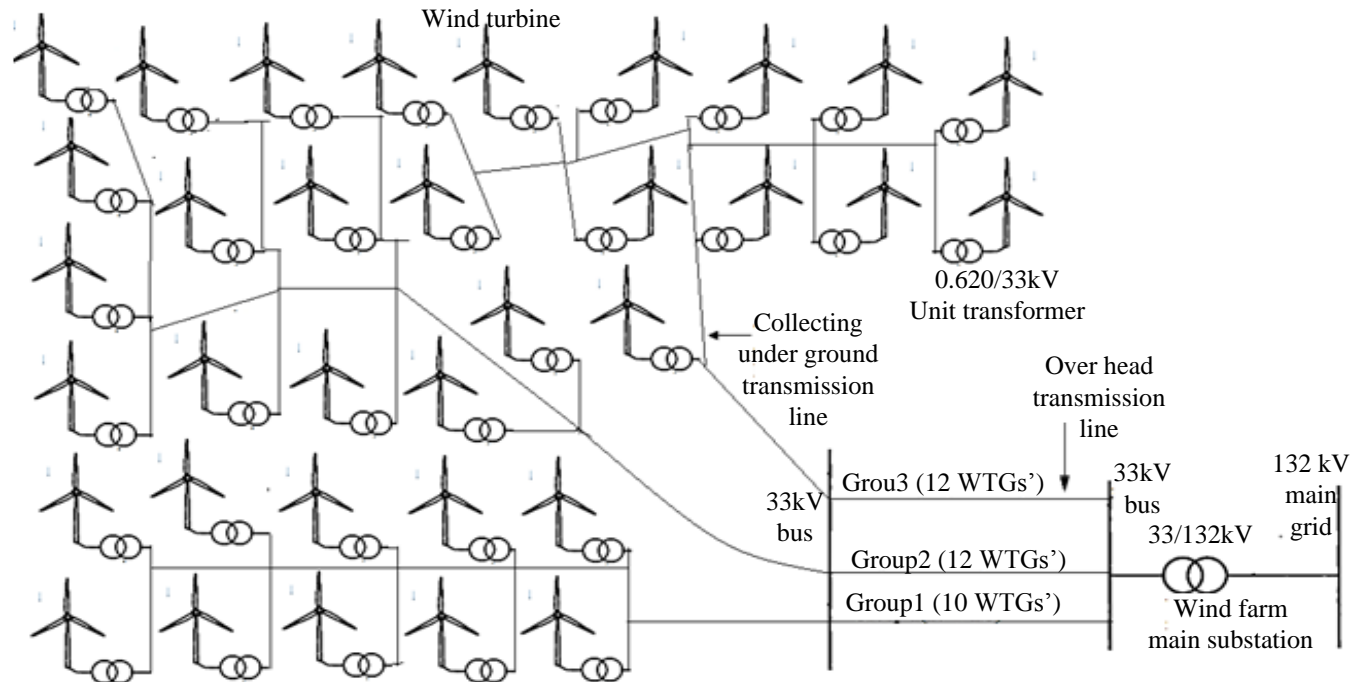 Wind turbine
0.620/33kV
Unit transformer
Collecting
under ground
transmission
line
Over head
transmission
line
33kV
bus
Grou3 (12 WTGs’)
Group2 (12 WTGs’)
Group1 (10 WTGs’)
33kV
bus
33/132kV
Wind farm
main substation
132 kV
main
grid